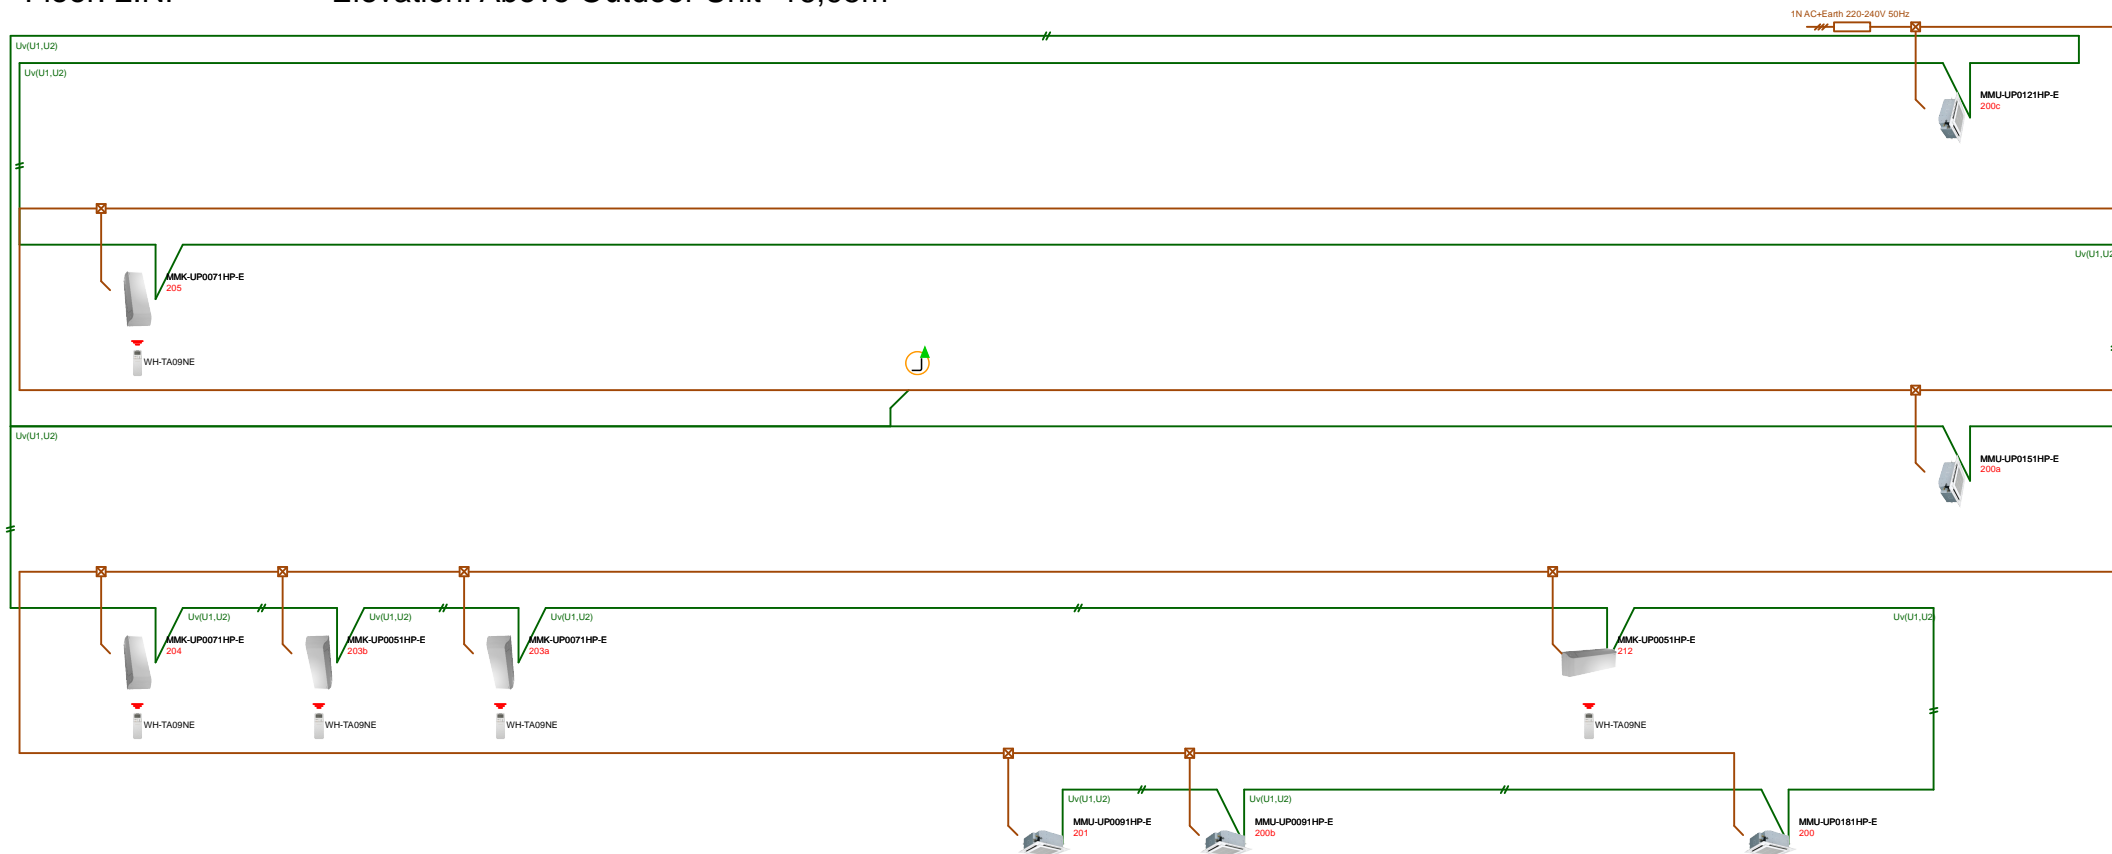 1N AC+Earth 220-240V 50Hz
Uv(U1,U2)
Uv(U1,U2)
MMU-UP0121HP-E
200c
Uv(U1,U2
MMK-UP0071HP-E
205
WH-TA09NE
Uv(U1,U2)
MMU-UP0151HP-E
200a
Uv(U1,U2)
Uv(U1,U2)
Uv(U1,U2)
Uv(U1,U2)
MMK-UP0071HP-E
204
MMK-UP0051HP-E
203b
MMK-UP0071HP-E
203a
MMK-UP0051HP-E
212
WH-TA09NE
WH-TA09NE
WH-TA09NE
WH-TA09NE
Uv(U1,U2)
Uv(U1,U2)
MMU-UP0091HP-E
201
MMU-UP0091HP-E
200b
MMU-UP0181HP-E
200